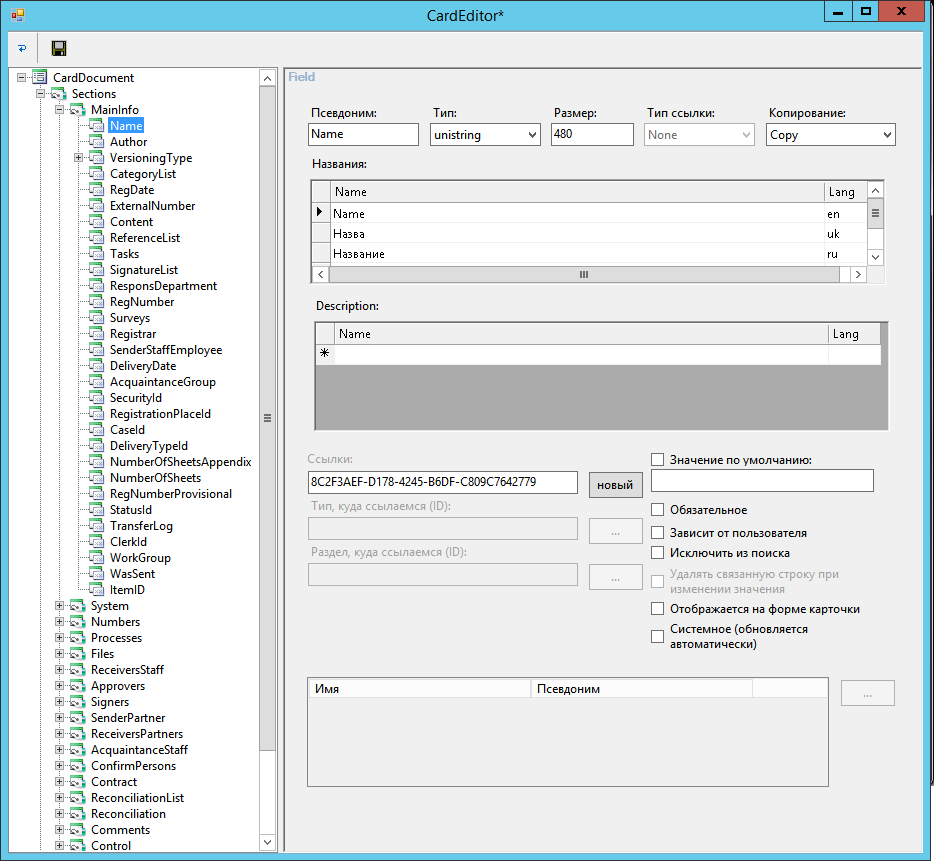 CardEditor*
CardDocument
Sections
MainInfo
Name
Author
VersioningType
CategoryList
RegDate
ExternalNumber
Content
ReferenceList
Tasks
SignatureList
ResponsDepartment
RegNumber
Surveys
Registrar
SenderStaffEmployee
DeliveryDate
AcquaintanceGroup
SecurityId
RegistrationPlaceId
CaseId
DeliveryTypeId
NumberOfSheetsAppendix
NumberOfSheets
RegNumberProvisional
StatusId
TransferLog
ClerkId
WorkGroup
WasSent
ItemID
System
Numbers
Processes
Files
ReceiversStaff
Approvers
Signers
SenderPartner
ReceiversPartners
AcquaintanceStaff
ConfirmPersons
Contract
ReconciliationList
Reconciliation
Comments
Control
Field
Псевдоним: Тип: Размер: Тип ссылки: Копирование:
Name unistring 480 None Copy
Названия:
Name Lang
Name en
Назва uk
Название ru
Description:
Name Lang
Ссылки:
8C2F3AEF-D178-4245-B6DF-C809C7642779 новый
Тип, куда ссылаемся (ID):
...
Раздел, куда ссылаемся (ID):
...
Значение по умолчанию:
Обязательное
Зависит от пользователя
Исключить из поиска
Удалять связанную строку при
изменении значения
Отображается на форме карточки
Системное (обновляется
автоматически)
Имя Псевдоним
...